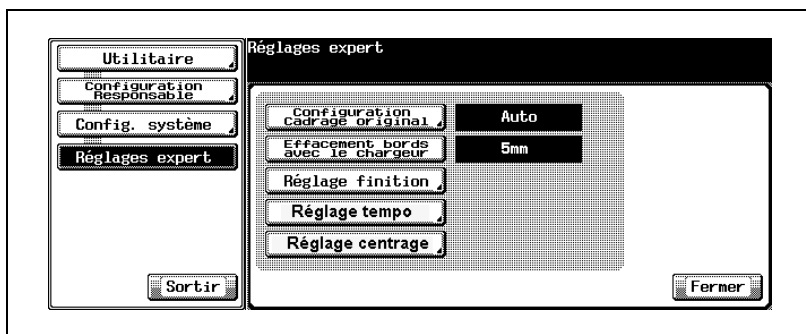 Utilitaire
Configuration
Responsable
Config. système
Réglages expert
Sortir
Réglages expert
Configuration
Cadrage original
Auto
Effacement bords
avec le chargeur
5mm
Réglage finition
Réglage tempo
Réglage centrage
Fermer